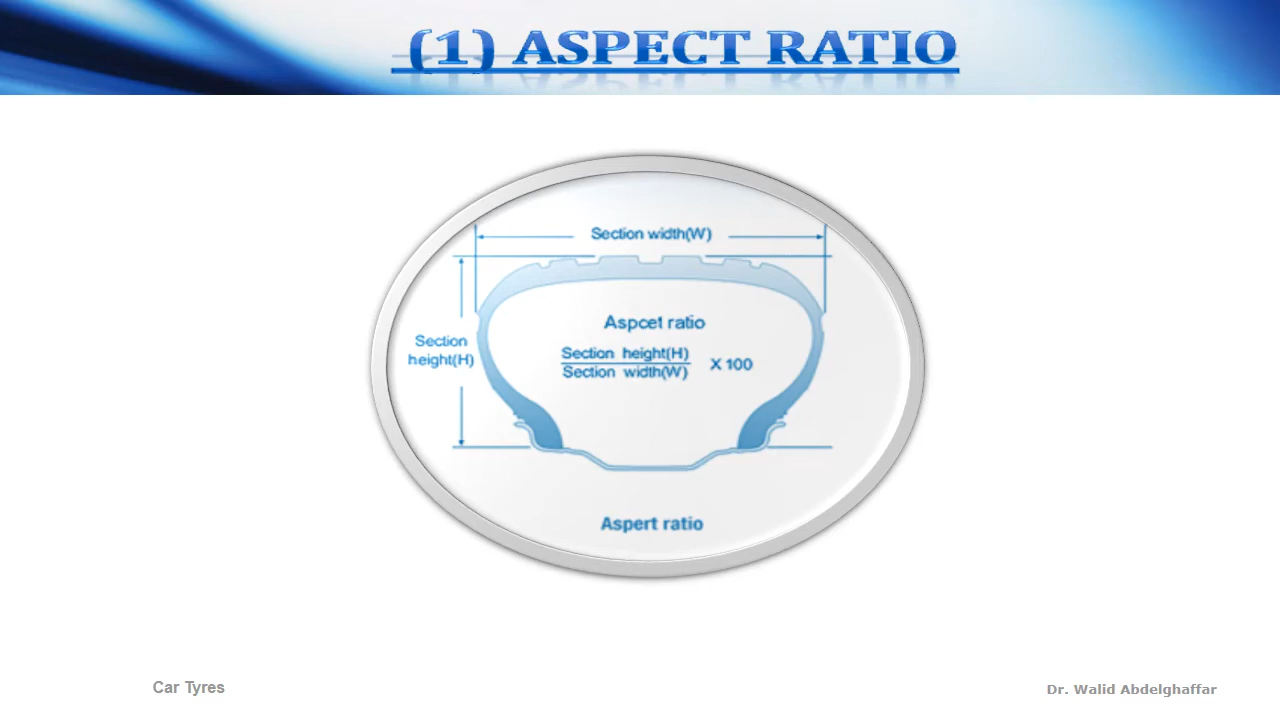 (1) ASPECT RATIO
Section width(W)
Aspcet ratio
Section
height(H)
Section height(H)
X 100
Section width(W)
Aspert ratio
Car Tyres
Dr. Walid Abdelghaffar